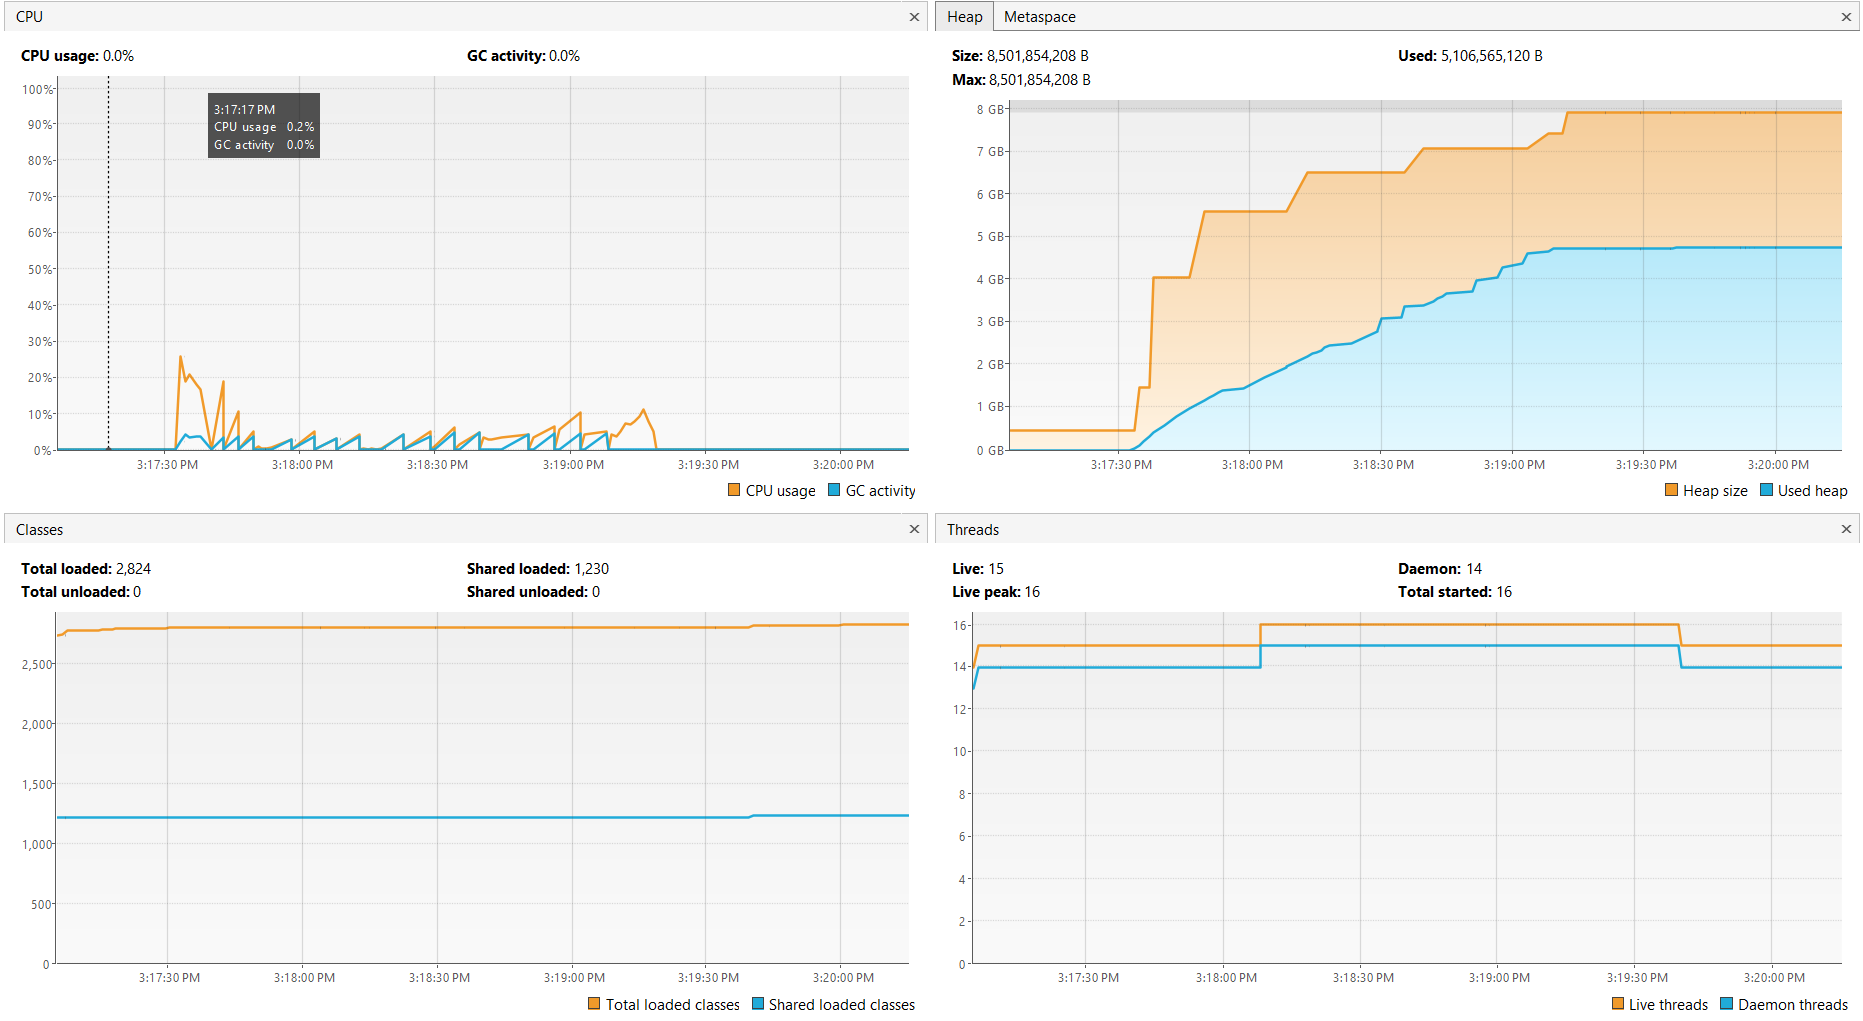 CPU
CPU usage: 0.0%
GC activity: 0.0%
100%
90%
80%
70%
60%
50%
40%
30%
20%
10%
0%
3:17:17 PM
CPU usage 0.2%
GC activity 0.0%
3:17:30 PM 3:18:00 PM 3:18:30 PM 3:19:00 PM 3:19:30 PM 3:20:00 PM
CPU usage GC activity
Heap Metaspace
Size: 8,501,854,208 B
Used: 5,106,565,120 B
Max: 8,501,854,208 B
8 GB
7 GB
6 GB
5 GB
4 GB
3 GB
2 GB
1 GB
0 GB
3:17:30 PM 3:18:00 PM 3:18:30 PM 3:19:00 PM 3:19:30 PM 3:20:00 PM
Heap size Used heap
Classes
Total loaded: 2,824
Shared loaded: 1,230
Total unloaded: 0
Shared unloaded: 0
2,500
2,000
1,500
1,000
500
0
3:17:30 PM 3:18:00 PM 3:18:30 PM 3:19:00 PM 3:19:30 PM 3:20:00 PM
Total loaded classes Shared loaded classes
Threads
Live: 15
Daemon: 14
Live peak: 16
Total started: 16
16
14
12
10
8
6
4
2
0
3:17:30 PM 3:18:00 PM 3:18:30 PM 3:19:00 PM 3:19:30 PM 3:20:00 PM
Live threads Daemon threads